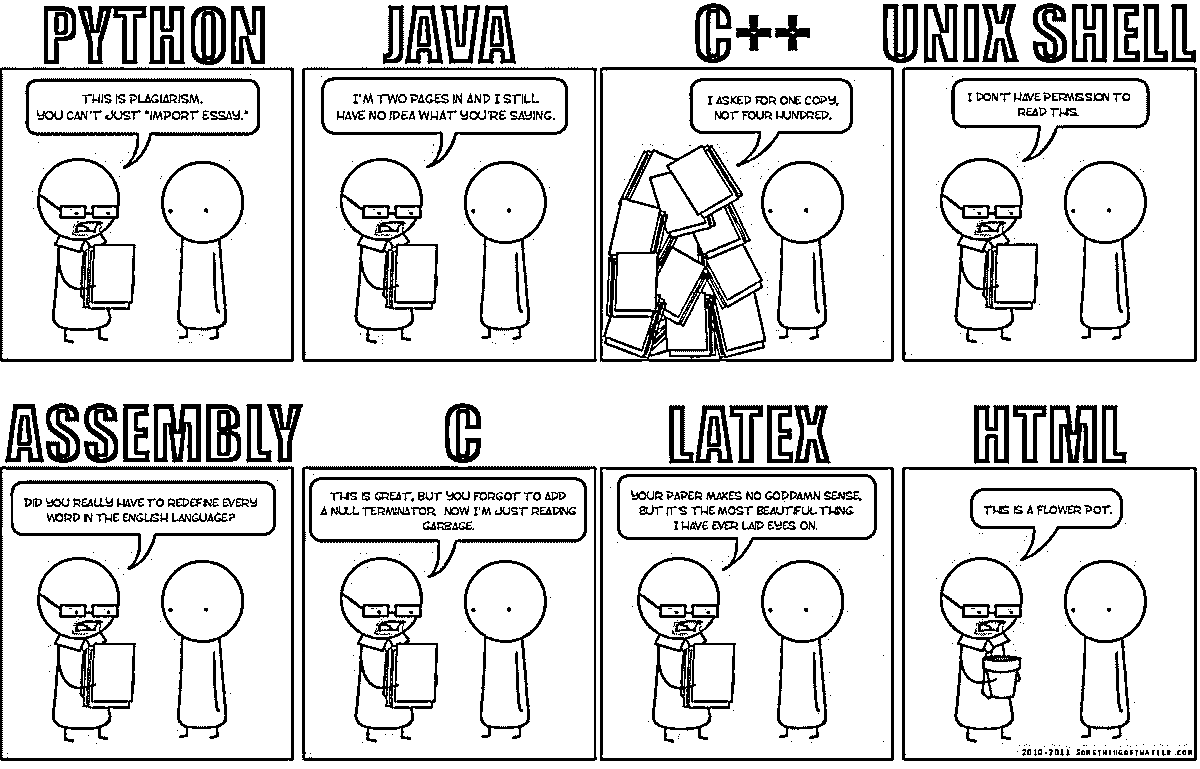 PYTHON
THIS IS PLAGIARISM.
YOU CAN'T JUST "IMPORT ESSAY."
JAVA
I'M TWO PAGES IN AND I STILL
HAVE NO IDEA WHAT YOU'RE SAYING.
C++
I ASKED FOR ONE COPY,
NOT FOUR HUNDRED.
UNIX SHELL
I DON'T HAVE PERMISSION TO
READ THIS.
ASSEMBLY
DID YOU REALLY HAVE TO REDEFINE EVERY
WORD IN THE ENGLISH LANGUAGE?
C
THIS IS GREAT, BUT YOU FORGOT TO ADD
A NULL TERMINATOR. NOW I'M JUST READING
GARBAGE.
LATEX
YOUR PAPER MAKES NO GODDAMN SENSE,
BUT IT'S THE MOST BEAUTIFUL THING
I HAVE EVER LAID EYES ON.
HTML
THIS IS A FLOWER POT.
2010-2011 SOMETHINGOFTHATILK.COM